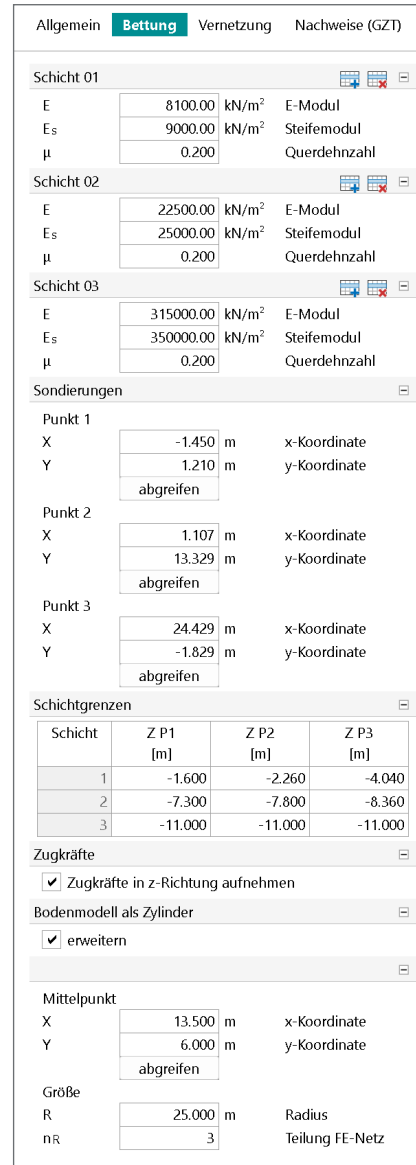 Allgemein Bettung Vernetzung Nachweise (GZT)
Schicht 01
E 8100.00 kN/m² E-Modul
Es 9000.00 kN/m² Steifemodul
μ 0.200 Querdehnzahl
Schicht 02
E 22500.00 kN/m² E-Modul
Es 25000.00 kN/m² Steifemodul
μ 0.200 Querdehnzahl
Schicht 03
E 315000.00 kN/m² E-Modul
Es 350000.00 kN/m² Steifemodul
μ 0.200 Querdehnzahl
Sondierungen
Punkt 1
X -1.450 m x-Koordinate
Y 1.210 m y-Koordinate
abgreifen
Punkt 2
X 1.107 m x-Koordinate
Y 13.329 m y-Koordinate
abgreifen
Punkt 3
X 24.429 m x-Koordinate
Y -1.829 m y-Koordinate
abgreifen
Schichtgrenzen
Schicht Z P1 Z P2 Z P3
[m] [m] [m]
1 -1.600 -2.260 -4.040
2 -7.300 -7.800 -8.360
3 -11.000 -11.000 -11.000
Zugkräfte
Zugkräfte in z-Richtung aufnehmen
Bodenmodell als Zylinder
erweitern
Mittelpunkt
X 13.500 m x-Koordinate
Y 6.000 m y-Koordinate
abgreifen
Größe
R 25.000 m Radius
nR 3 Teilung FE-Netz